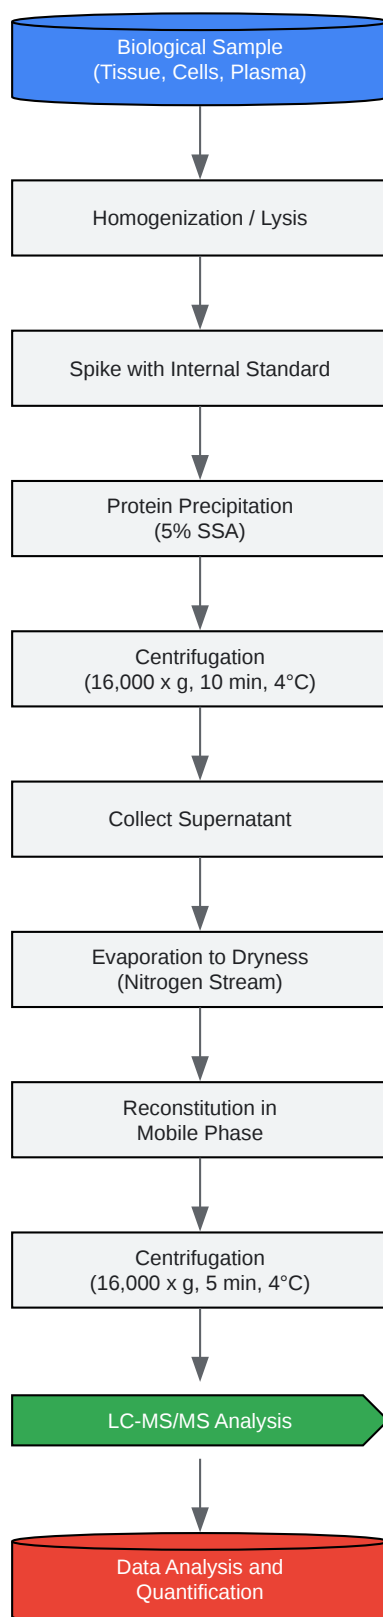 Biological Sample
(Tissue, Cells, Plasma)
Homogenization / Lysis
Spike with Internal Standard
Protein Precipitation
(5% SSA)
Centrifugation
(16,000 x g, 10 min, 4°C)
Collect Supernatant
Evaporation to Dryness
(Nitrogen Stream)
Reconstitution in
Mobile Phase
Centrifugation
(16,000 x g, 5 min, 4°C)
LC-MS/MS Analysis
Data Analysis and
Quantification